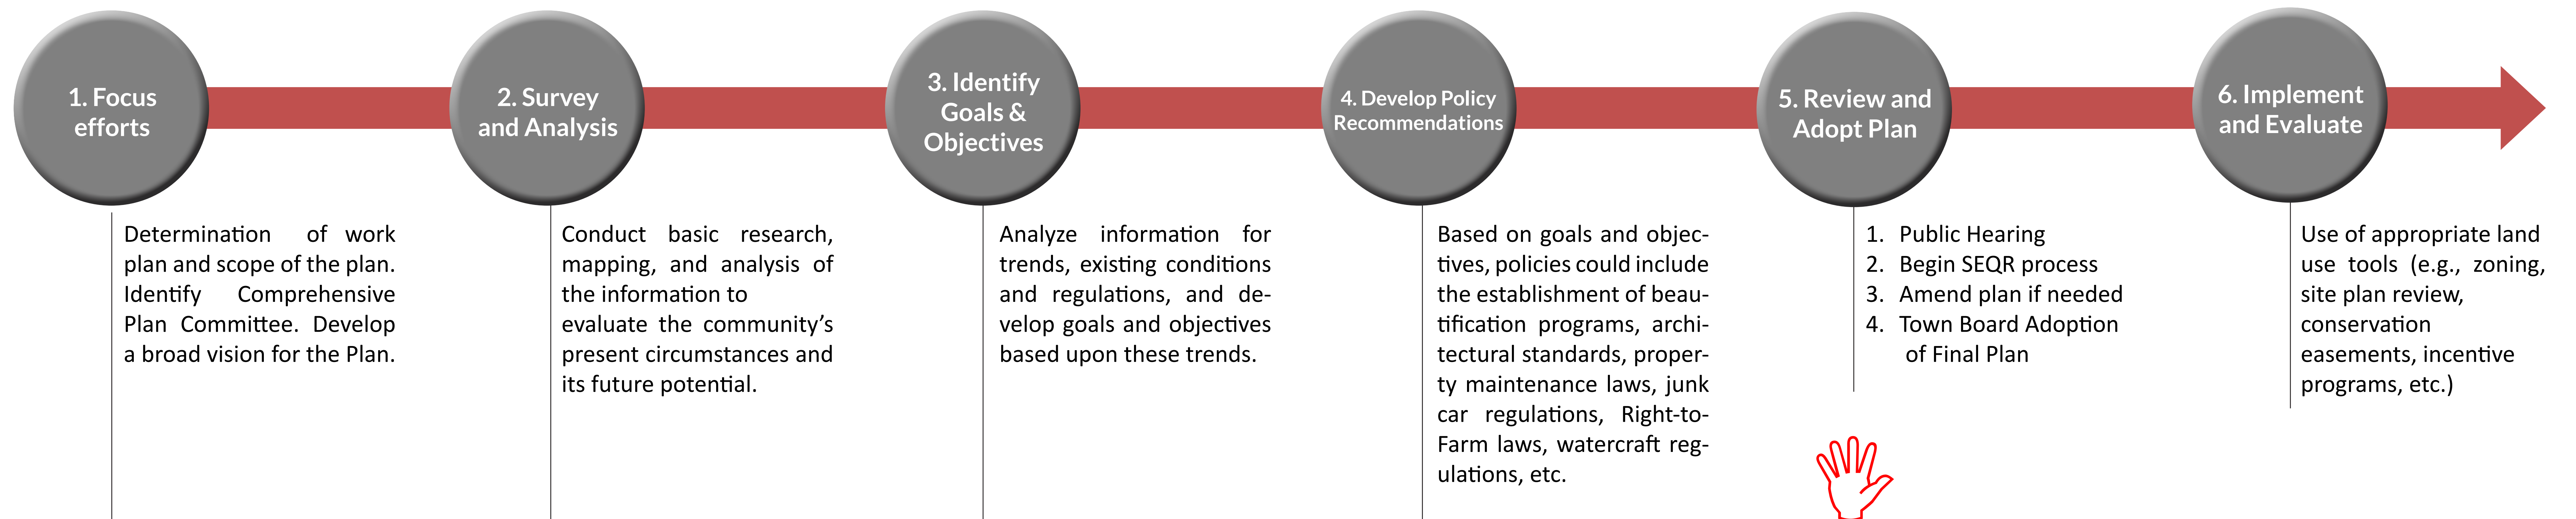 1. Focus
efforts
2. Survey
and Analysis
3. Identify
Goals &
Objectives
4. Develop Policy
Recommendations
5. Review and
Adopt Plan
6. Implement
and Evaluate
Determination of work
plan and scope of the plan.
Identify Comprehensive
Plan Committee. Develop
a broad vision for the Plan.
Conduct basic research,
mapping, and analysis of
the information to
evaluate the community’s
present circumstances and
its future potential.
Analyze information for
trends, existing conditions
and regulations, and de-
velop goals and objectives
based upon these trends.
Based on goals and objec-
tives, policies could include
the establishment of beau-
tification programs, archi-
tectural standards, proper-
ty maintenance laws, junk
car regulations, Right-to-
Farm laws, watercraft reg-
ulations, etc.
1. Public Hearing
2. Begin SEQR process
3. Amend plan if needed
4. Town Board Adoption
of Final Plan
Use of appropriate land
use tools (e.g., zoning,
site plan review,
conservation
easements, incentive
programs, etc.)